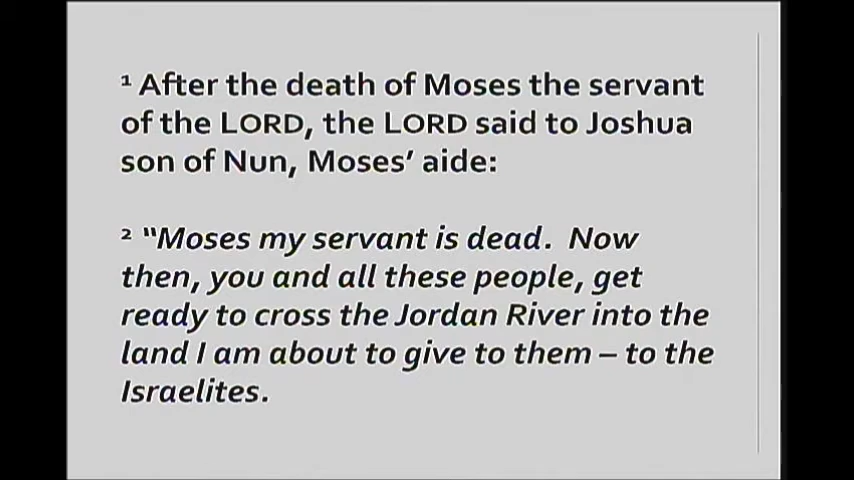 ¹ After the death of Moses the servant
of the LORD, the LORD said to Joshua
son of Nun, Moses’ aide:
² “Moses my servant is dead.  Now
then, you and all these people, get
ready to cross the Jordan River into the
land I am about to give to them – to the
Israelites.